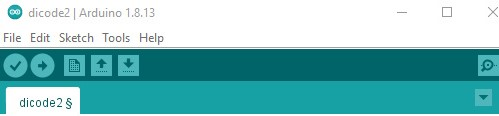 dicode2 | Arduino 1.8.13
File Edit Sketch Tools Help
dicode2 §